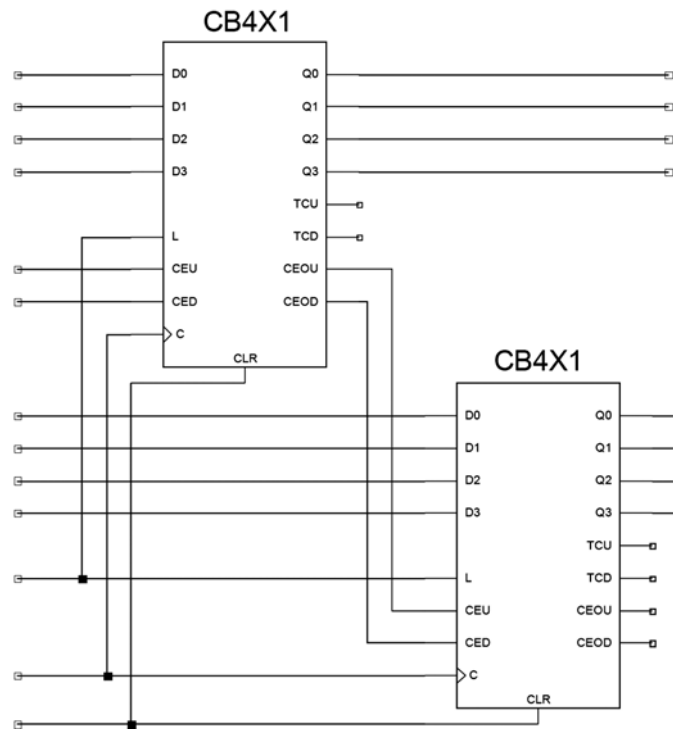 CB4X1
D0 Q0
D1 Q1
D2 Q2
D3 Q3
TCU
L TCD
CEU CEOU
CED CEOD
C
CLR
CB4X1
D0 Q0
D1 Q1
D2 Q2
D3 Q3
TCU
L TCD
CEU CEOU
CED CEOD
C
CLR